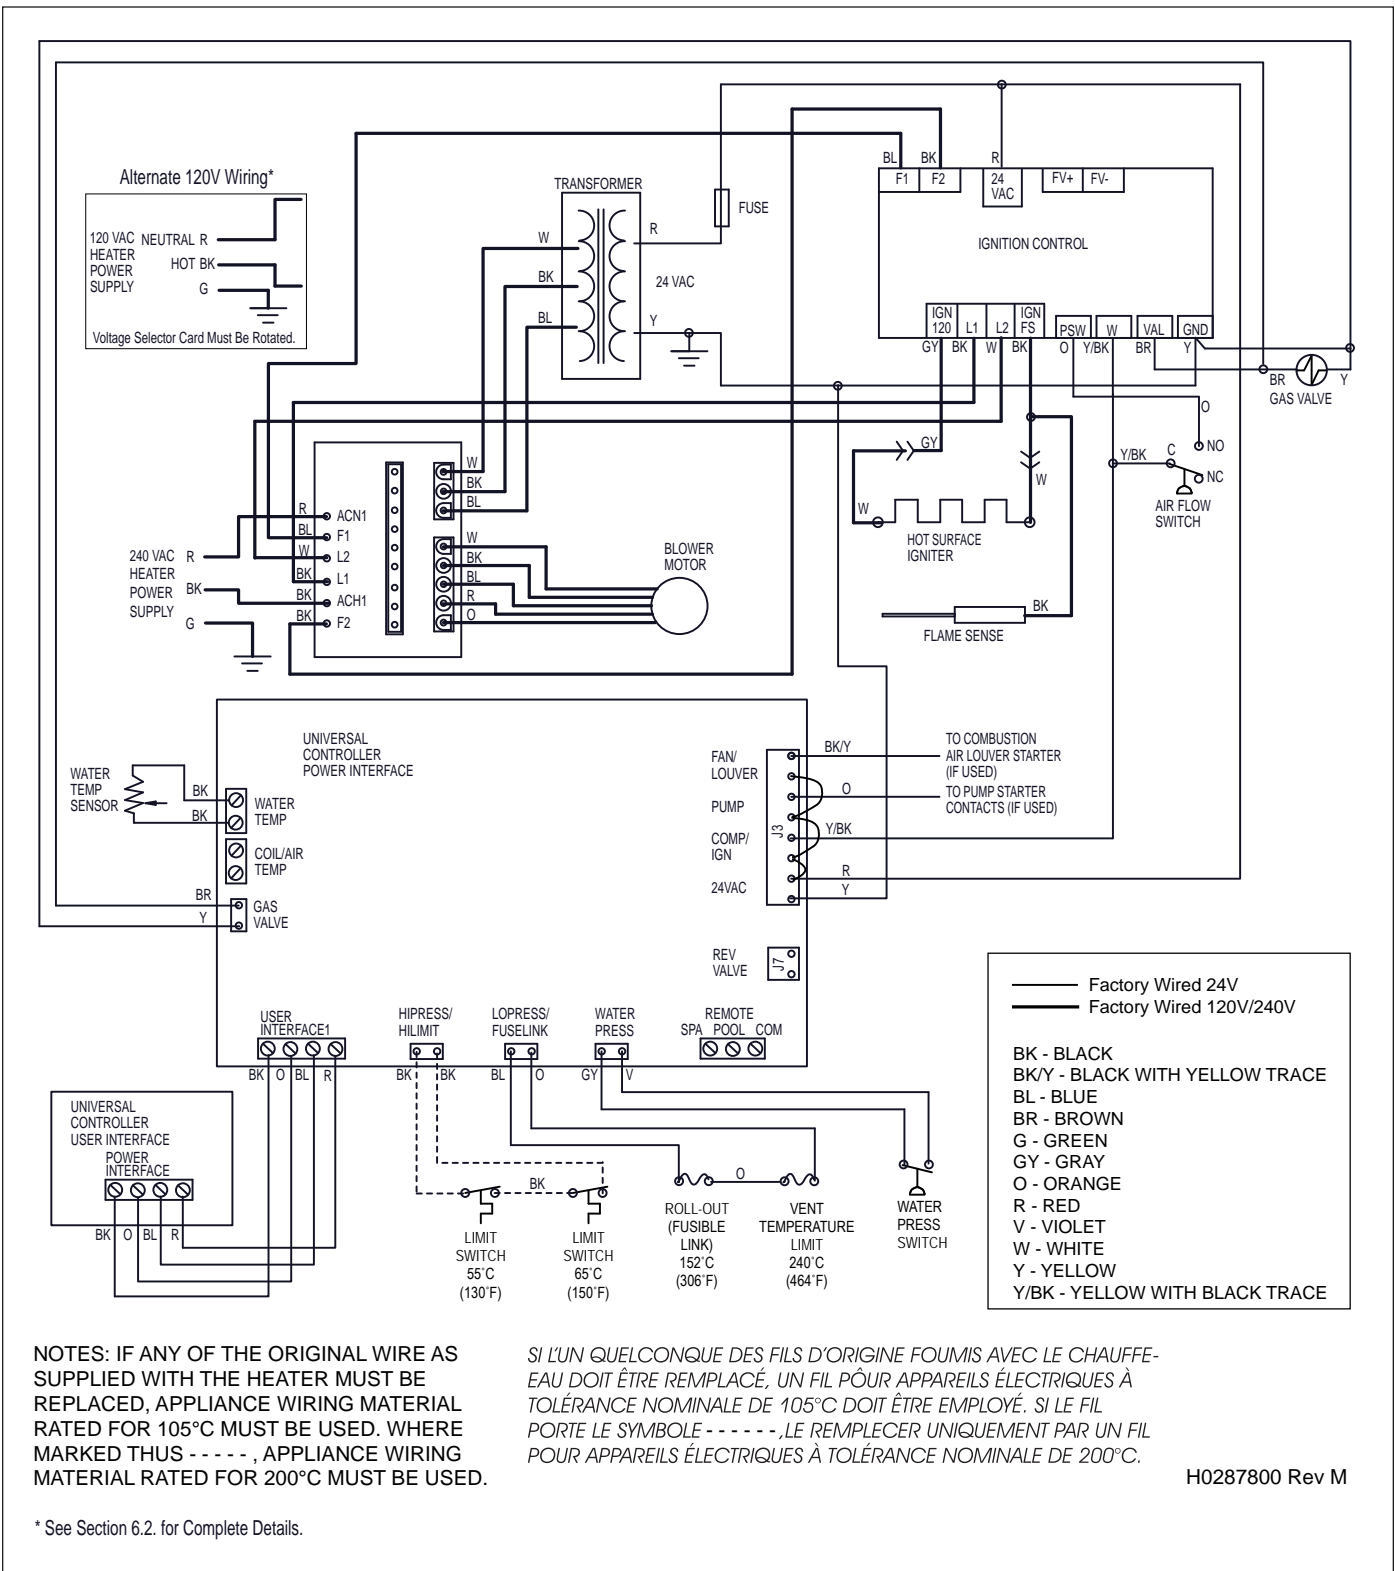 Alternate 120V Wiring*
120 VAC
HEATER
POWER
SUPPLY
NEUTRAL R
HOT BK
G
Voltage Selector Card Must Be Rotated.
TRANSFORMER
W
BK
BL
R
24 VAC
Y
FUSE
BL
BK
R
F1
F2
24
VAC
FV+
FV-
IGNITION CONTROL
IGN
120
L1
L2
IGN
FS
PSW
W
VAL
GND
GY
BK
W
BK
O
Y/BK
BR
Y
BR
Y
GAS VALVE
O
NO
C
NC
Y/BK
AIR FLOW
SWITCH
GY
W
W
HOT SURFACE
IGNITER
BK
FLAME SENSE
W
BK
BL
W
BK
BL
R
O
BLOWER
MOTOR
240 VAC
HEATER
POWER
SUPPLY
R
BK
G
R
BL
W
BK
BK
BK
ACN1
F1
L2
L1
ACH1
F2
UNIVERSAL
CONTROLLER
POWER INTERFACE
WATER
TEMP
SENSOR
BK
BK
WATER
TEMP
COIL/AIR
TEMP
BR
Y
GAS
VALVE
FAN/
LOUVER
PUMP
COMP/
IGN
24VAC
J3
BK/Y
O
Y/BK
R
Y
TO COMBUSTION
AIR LOUVER STARTER
(IF USED)
TO PUMP STARTER
CONTACTS (IF USED)
REV
VALVE
J7
USER
INTERFACE1
HIPRESS/
HILIMIT
LOPRESS/
FUSELINK
WATER
PRESS
REMOTE
SPA POOL COM
BK O BL R
BK BK
BL O
GY V
UNIVERSAL
CONTROLLER
USER INTERFACE
POWER
INTERFACE
BK O BL R
BK
LIMIT
SWITCH
55˚C
(130˚F)
LIMIT
SWITCH
65˚C
(150˚F)
O
ROLL-OUT
(FUSIBLE
LINK)
152˚C
(306˚F)
VENT
TEMPERATURE
LIMIT
240˚C
(464˚F)
WATER
PRESS
SWITCH
Factory Wired 24V
Factory Wired 120V/240V
BK - BLACK
BK/Y - BLACK WITH YELLOW TRACE
BL - BLUE
BR - BROWN
G - GREEN
GY - GRAY
O - ORANGE
R - RED
V - VIOLET
W - WHITE
Y - YELLOW
Y/BK - YELLOW WITH BLACK TRACE
NOTES: IF ANY OF THE ORIGINAL WIRE AS
SUPPLIED WITH THE HEATER MUST BE
REPLACED, APPLIANCE WIRING MATERIAL
RATED FOR 105°C MUST BE USED. WHERE
MARKED THUS - - - - - , APPLIANCE WIRING
MATERIAL RATED FOR 200°C MUST BE USED.
SI L'UN QUELCONQUE DES FILS D'ORIGINE FOUMIS AVEC LE CHAUFFE-
EAU DOIT ÊTRE REMPLACÉ, UN FIL PÔUR APPAREILS ÉLECTRIQUES À
TOLÉRANCE NOMINALE DE 105°C DOIT ÊTRE EMPLOYÉ. SI LE FIL
PORTE LE SYMBOLE - - - - - - ,LE REMPLECER UNIQUEMENT PAR UN FIL
POUR APPAREILS ÉLECTRIQUES À TOLÉRANCE NOMINALE DE 200°C.
H0287800 Rev M
* See Section 6.2. for Complete Details.